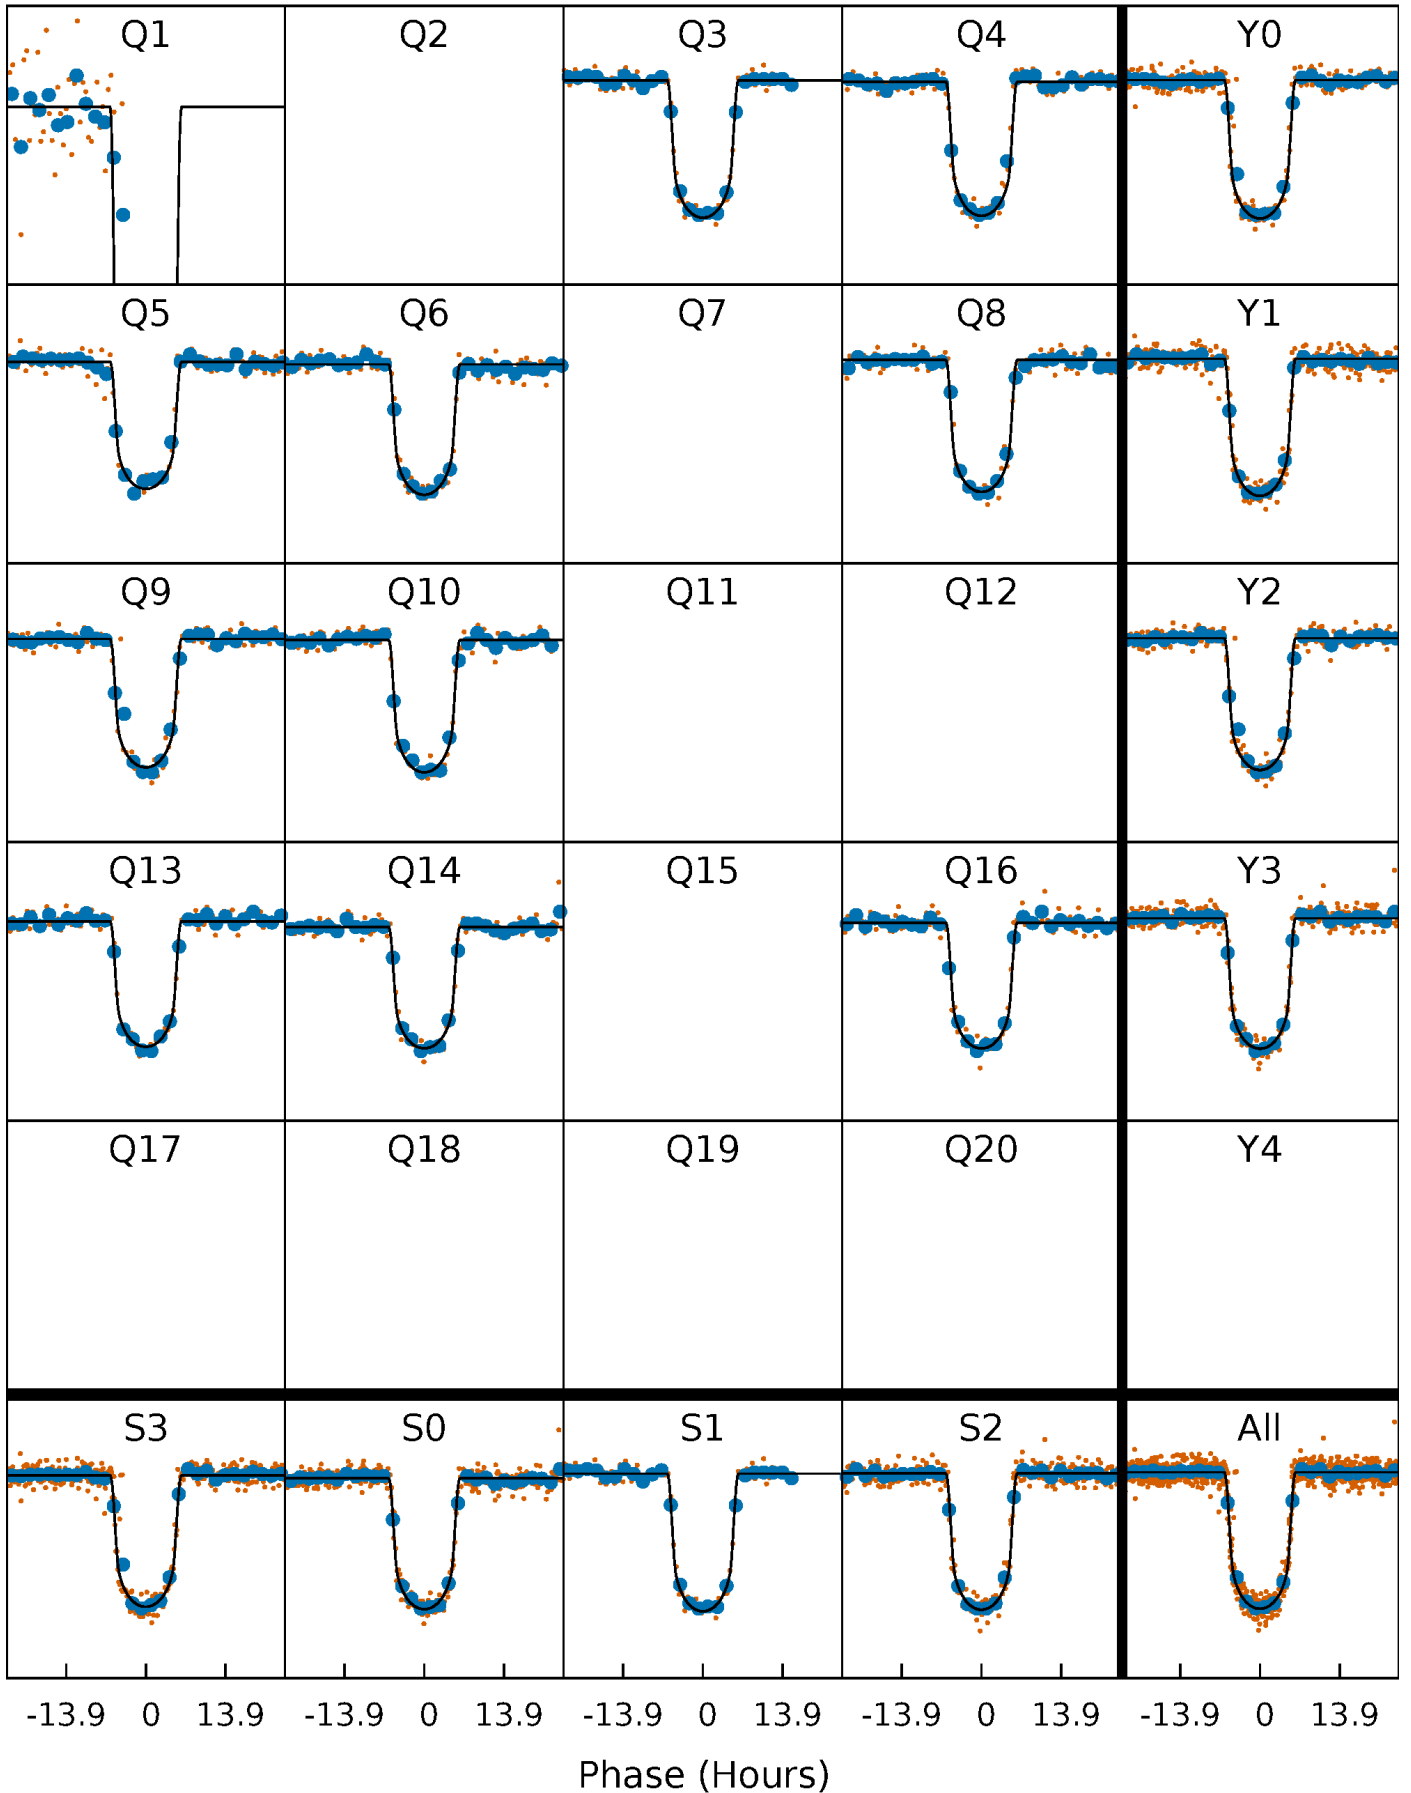 Q1 Q2 Q3 Q4 Y0
Q5 Q6 Q7 Q8 Y1
Q9 Q10 Q11 Q12 Y2
Q13 Q14 Q15 Q16 Y3
Q17 Q18 Q19 Q20 Y4
S3 S0 S1 S2 All
-13.9 0 13.9 -13.9 0 13.9 -13.9 0 13.9 -13.9 0 13.9 -13.9 0 13.9
Phase (Hours)